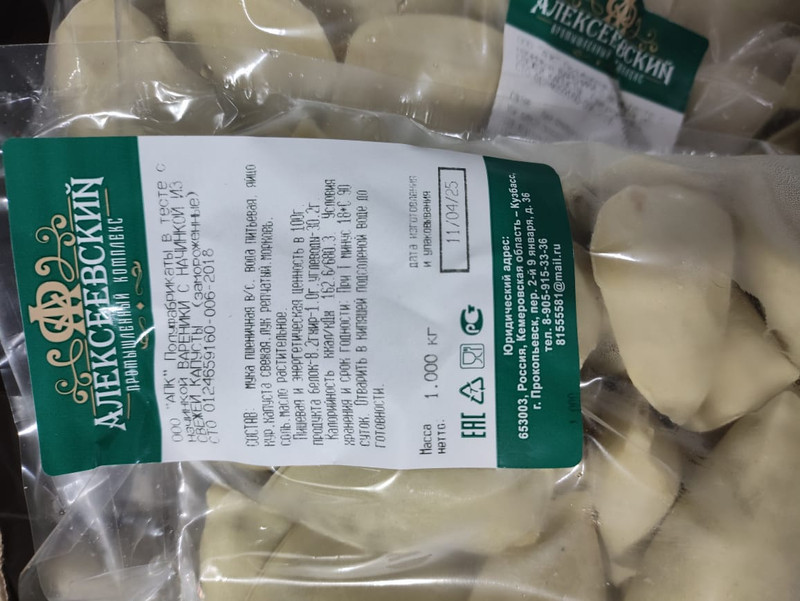 АЛЕКСЕЕВСКИЙ
ПРОМЫШЛЕННЫЙ КОМПЛЕКС
ООО "АПК" Полуфабрикаты в тесте с
начинкой ВАРЕНИКИ С НАЧИНКОЙ ИЗ
СВЕЖЕЙ КАПУСТЫ (замороженные)
СТО 0124659160-006-2018
СОСТАВ: мука пшеничная в/с, вода питьевая, яйцо
кур,капуста свежая,лук репчатый,морковь,
соль,масло растительное.
Пищевая и энергетическая ценность в 100г.
продукта белок-8.2г жир-1.0г углеводы-30.2г
Калорийность ккал/кДж 162.6/680.3 Условия
хранения и срок годности: При t минус 18*С 90
суток. Отварить в кипящей подсоленой воде до
готовности.
дата изготовления
и упаковывания
11/04/25
Масса
нетто: 1.000 кг
ЕАС
РС
Юридический адрес:
653003, Россия, Кемеровская область – Кузбасс,
г. Прокопьевск, пер. 2-й 9 января, д. 36
тел. 8-905-915-33-36
81555581@mail.ru
АЛЕКСЕЕВСКИЙ